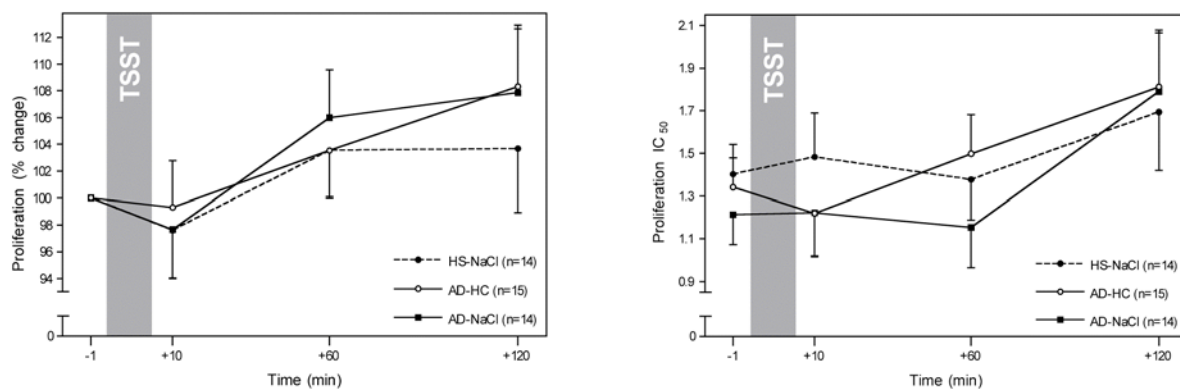 Proliferation (% change)
112
110
108
106
104
102
100
98
96
94
0
TSST
HS-NaCl (n=14)
AD-HC (n=15)
AD-NaCl (n=14)
-1
+10
+60
+120
Time (min)
Proliferation IC 50
2.1
1.9
1.7
1.5
1.3
1.1
0.9
0
TSST
HS-NaCl (n=14)
AD-HC (n=15)
AD-NaCl (n=14)
-1
+10
+60
+120
Time (min)